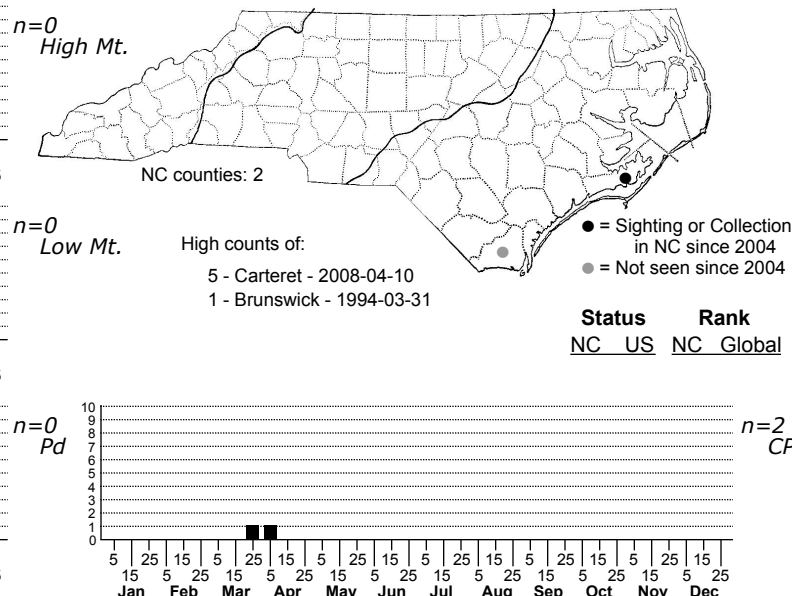 n=0
High Mt.
NC counties: 2
n=0
Low Mt.
High counts of:
5 - Carteret - 2008-04-10
1 - Brunswick - 1994-03-31
= Sighting or Collection
in NC since 2004
= Not seen since 2004
Status Rank
NC US NC Global
n=0
Pd
n=2
CP
10
9
8
7
6
5
4
3
2
1
0
5 25 15 5 25 15 5 25 15 5 25 15 5 25 15 5 25 15
15 5 25 15 5 25 15 5 25 15 5 25 15 5 25 15 5 25
Jan Feb Mar Apr May Jun Jul Aug Sep Oct Nov Dec